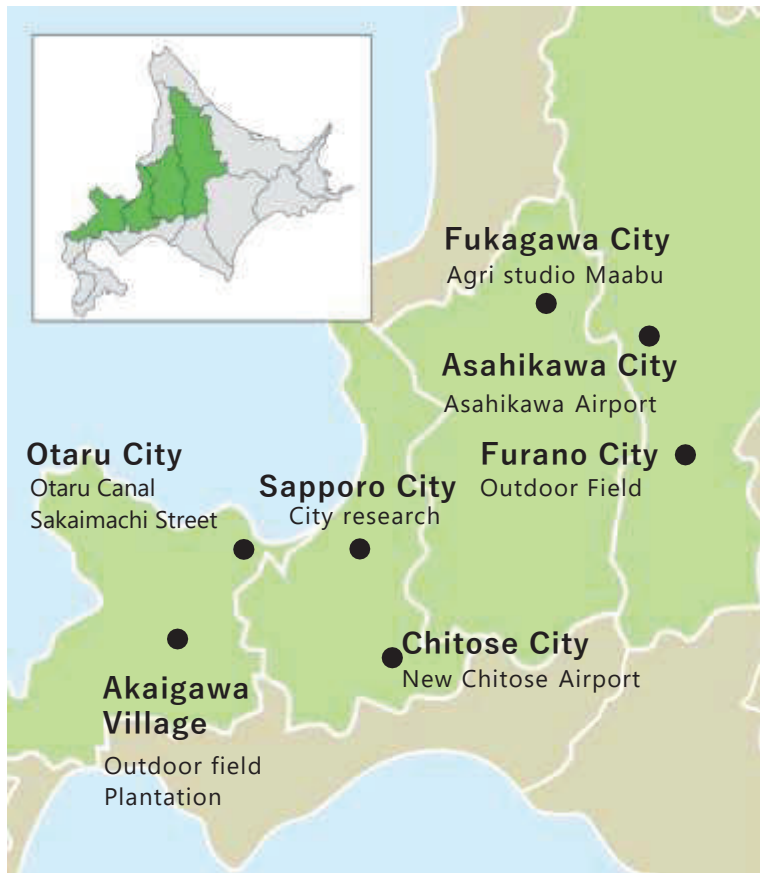 Fukagawa City
Agri studio Maabu
Asahikawa City
Asahikawa Airport
Otaru City
Otaru Canal
Sakaimachi Street
Sapporo City
City research
Furano City
Outdoor Field
Chitose City
New Chitose Airport
Akaigawa
Village
Outdoor field
Plantation